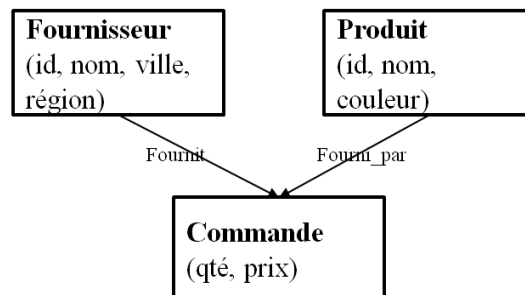 Fournisseur
(id, nom, ville,
région)
Produit
(id, nom,
couleur)
Fournit
Fourni_par
Commande
(qté, prix)